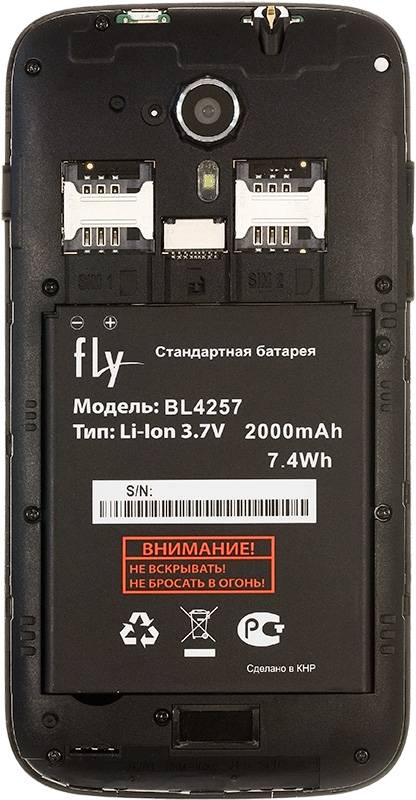 SIM 1
SIM 2
fly Стандартная батарея
Модель: BL4257
Тип: Li-Ion 3.7V 2000mAh
7.4Wh
S/N:
ВНИМАНИЕ!
НЕ ВСКРЫВАТЬ!
НЕ БРОСАТЬ В ОГОНЬ!
РС
Сделано в КНР